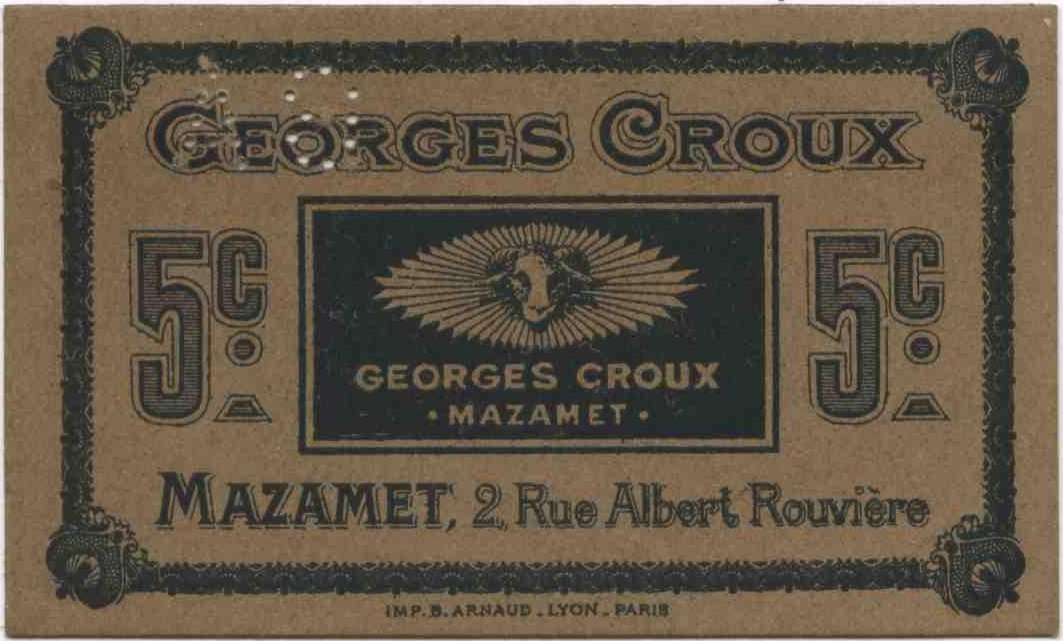 GEORGES CROUX
5C. 5C.
GEORGES CROUX
· MAZAMET ·
MAZAMET, 2, Rue Albert Rouvière
IMP. B. ARNAUD _ LYON _ PARIS